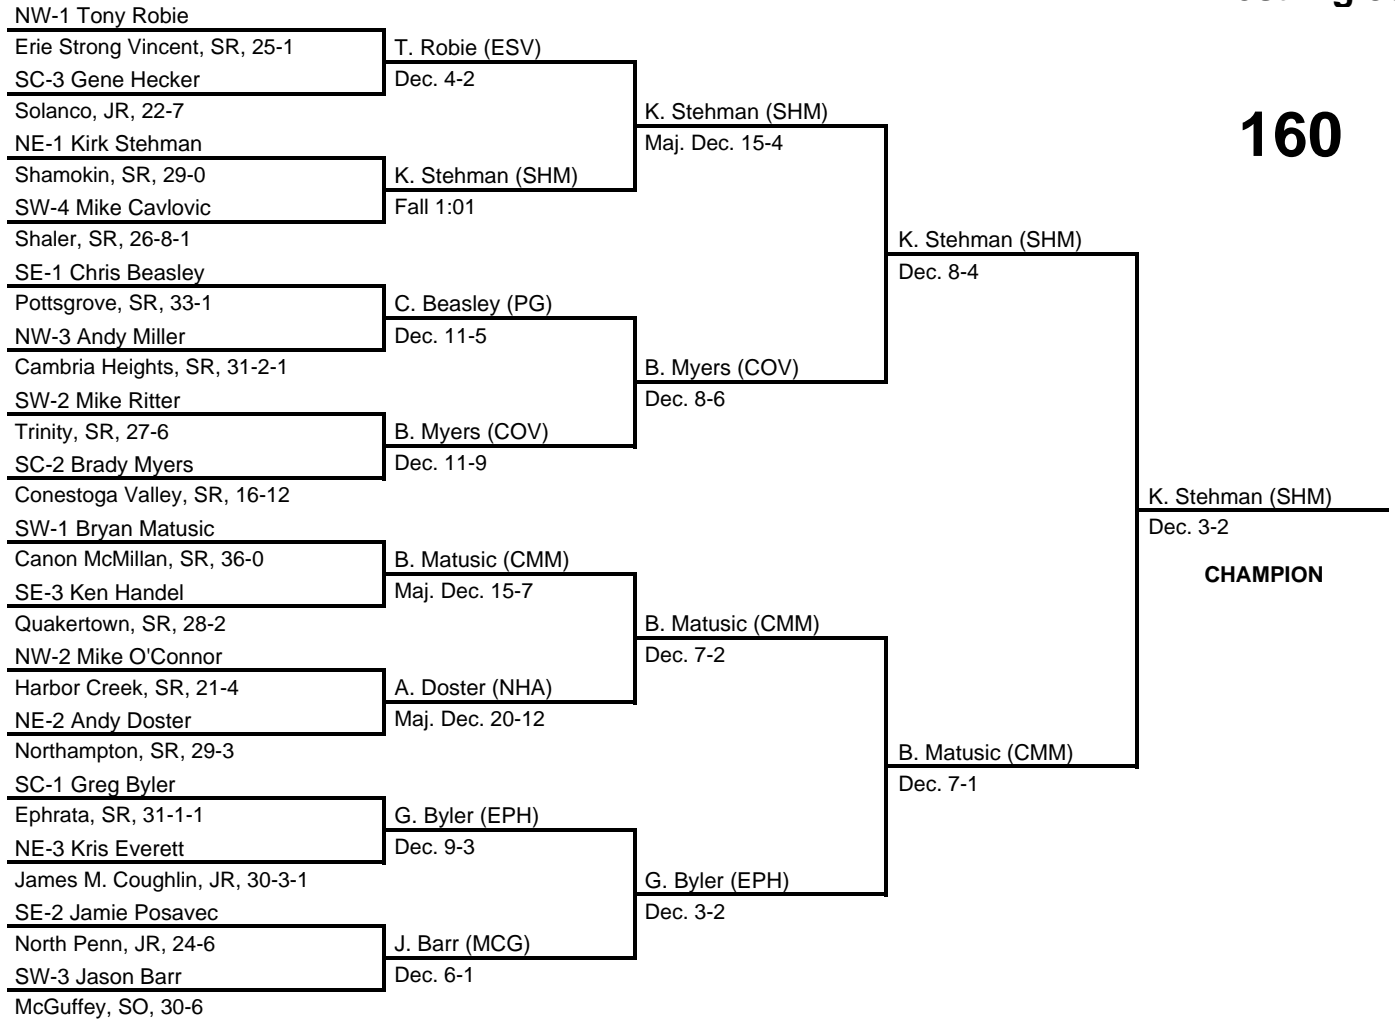 NW-1 Tony Robie
Erie Strong Vincent, SR, 25-1
SC-3 Gene Hecker
Solanco, JR, 22-7
NE-1 Kirk Stehman
Shamokin, SR, 29-0
SW-4 Mike Cavlovic
Shaler, SR, 26-8-1
SE-1 Chris Beasley
Pottsgrove, SR, 33-1
NW-3 Andy Miller
Cambria Heights, SR, 31-2-1
SW-2 Mike Ritter
Trinity, SR, 27-6
SC-2 Brady Myers
Conestoga Valley, SR, 16-12
SW-1 Bryan Matusic
Canon McMillan, SR, 36-0
SE-3 Ken Handel
Quakertown, SR, 28-2
NW-2 Mike O'Connor
Harbor Creek, SR, 21-4
NE-2 Andy Doster
Northampton, SR, 29-3
SC-1 Greg Byler
Ephrata, SR, 31-1-1
NE-3 Kris Everett
James M. Coughlin, JR, 30-3-1
SE-2 Jamie Posavec
North Penn, JR, 24-6
SW-3 Jason Barr
McGuffey, SO, 30-6
T. Robie (ESV)
Dec. 4-2
K. Stehman (SHM)
Fall 1:01
C. Beasley (PG)
Dec. 11-5
B. Myers (COV)
Dec. 11-9
B. Matusic (CMM)
Maj. Dec. 15-7
A. Doster (NHA)
Maj. Dec. 20-12
G. Byler (EPH)
Dec. 9-3
J. Barr (MCG)
Dec. 6-1
K. Stehman (SHM)
Maj. Dec. 15-4
B. Myers (COV)
Dec. 8-6
B. Matusic (CMM)
Dec. 7-2
G. Byler (EPH)
Dec. 3-2
K. Stehman (SHM)
Dec. 8-4
B. Matusic (CMM)
Dec. 7-1
160
K. Stehman (SHM)
Dec. 3-2
CHAMPION